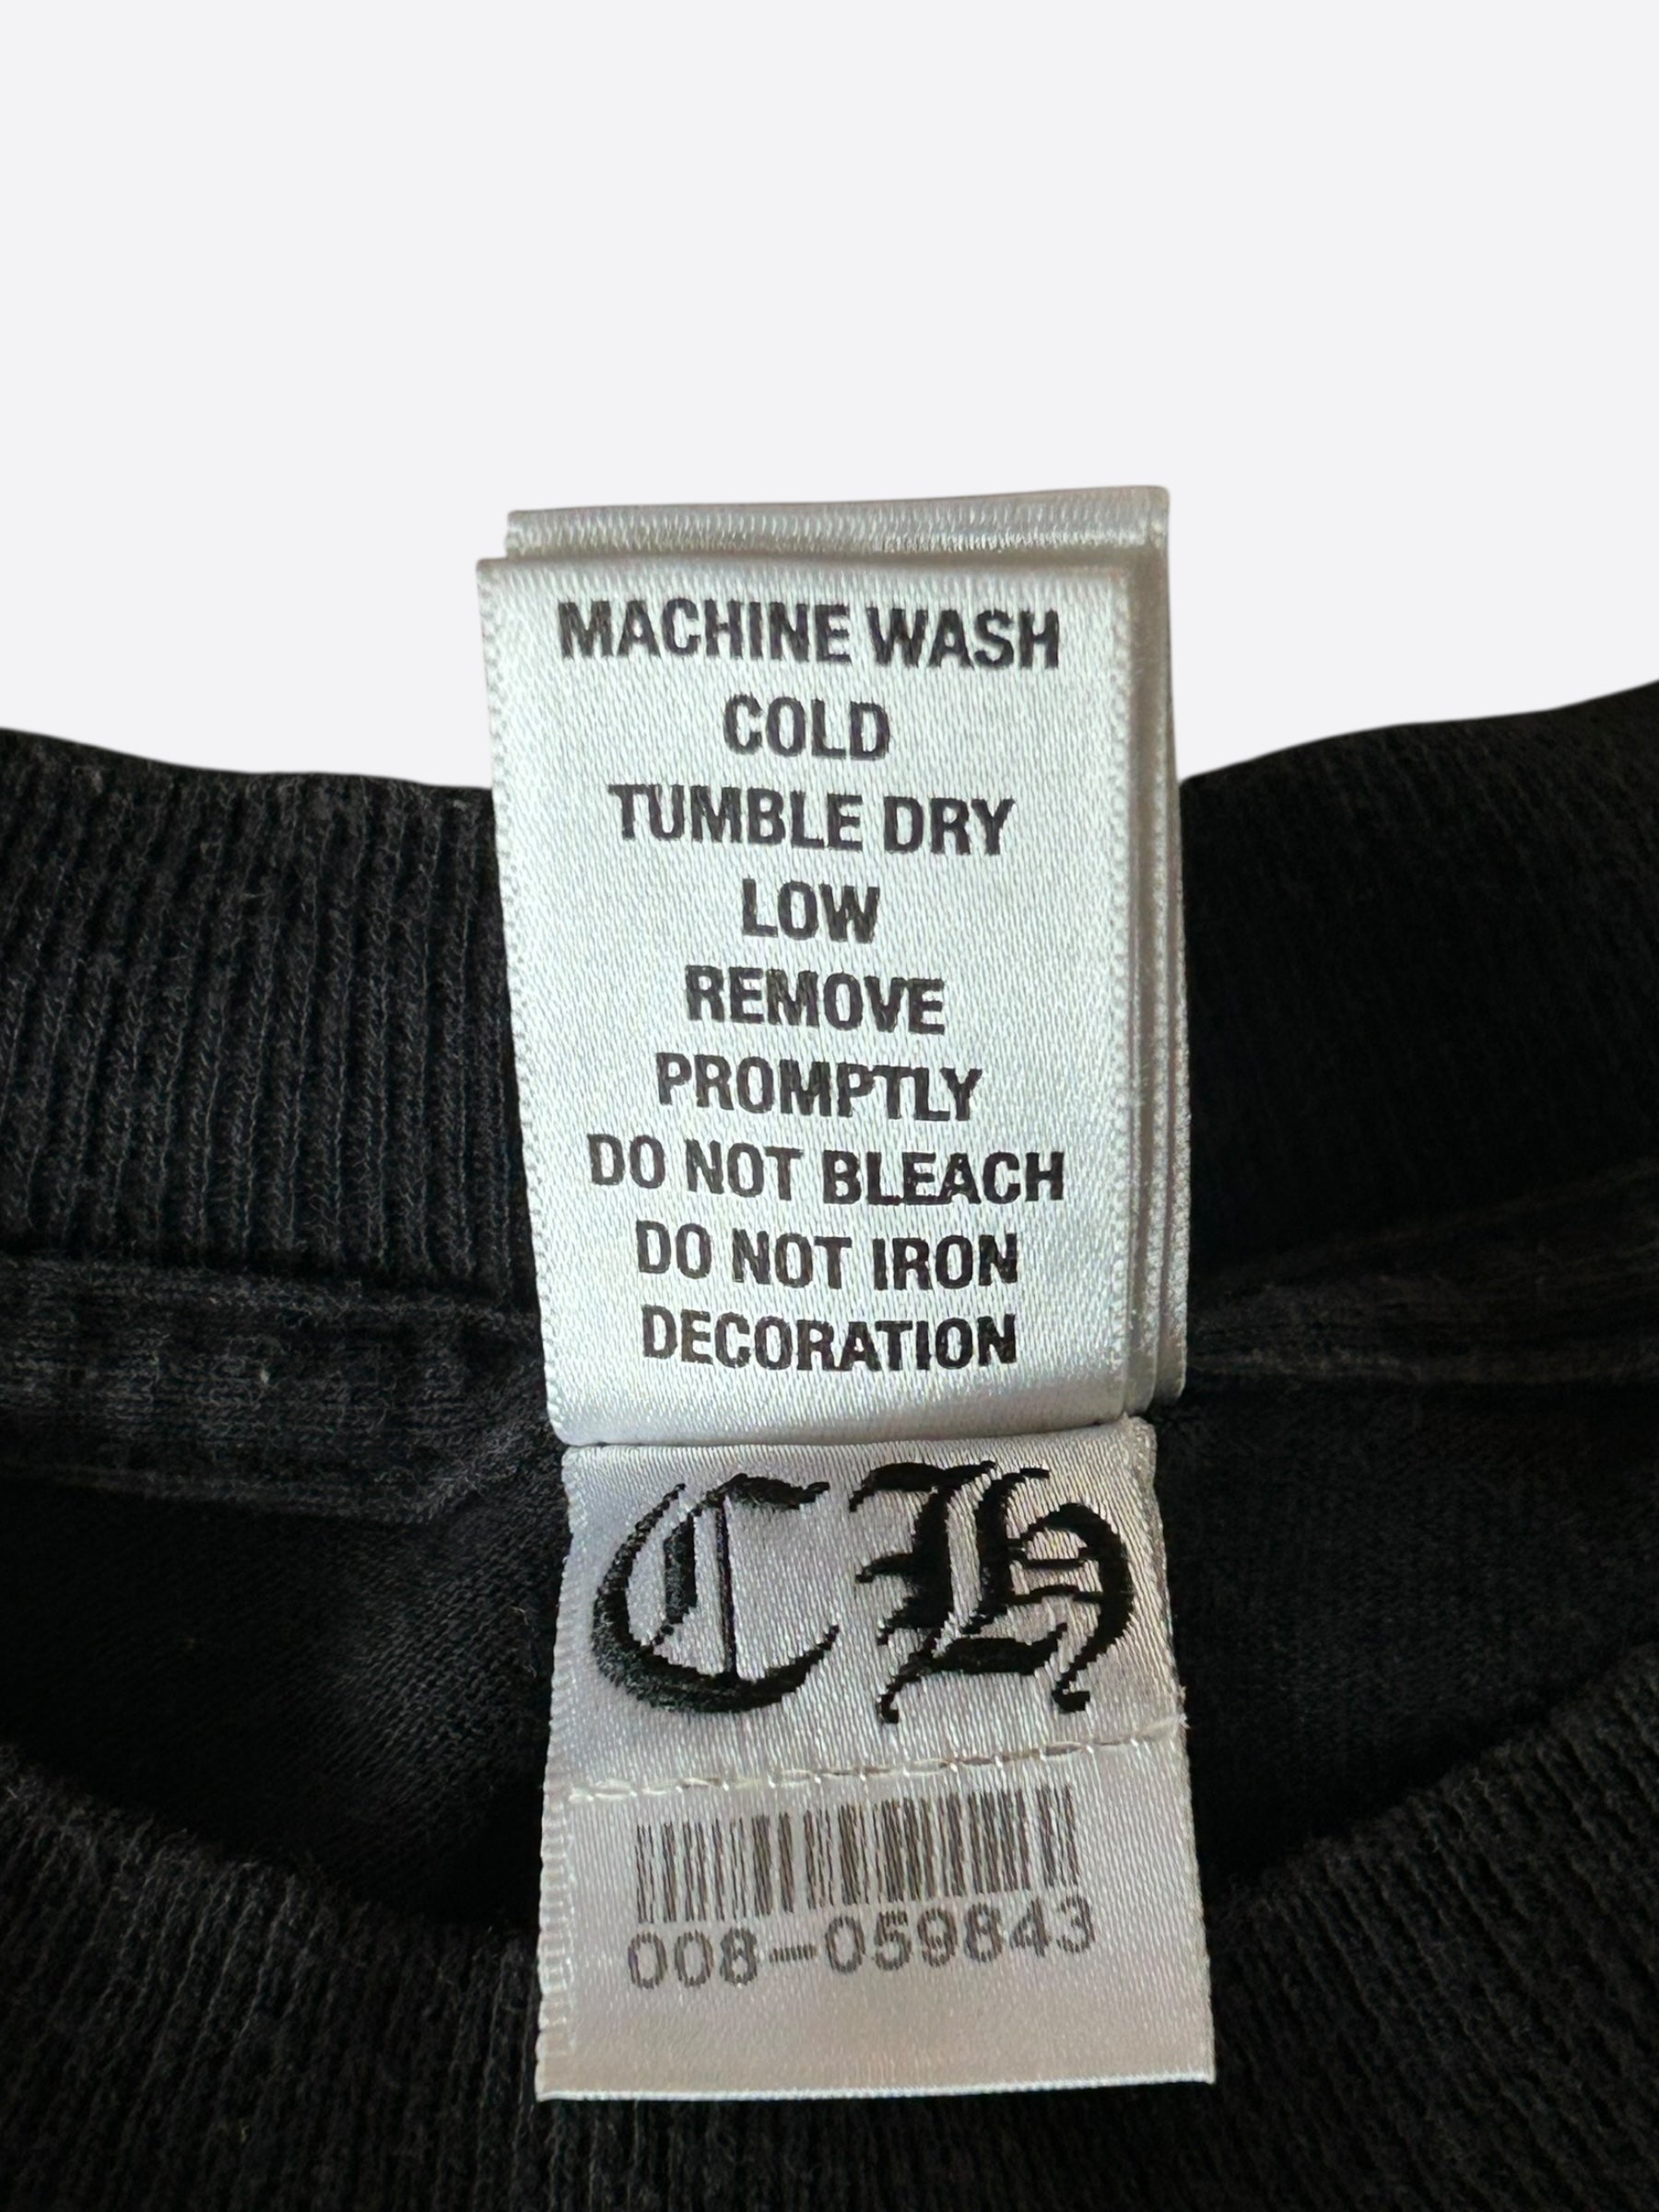 MACHINE WASH
COLD
TUMBLE DRY
LOW
REMOVE
PROMPTLY
DO NOT BLEACH
DO NOT IRON
DECORATION
CH
008-059843